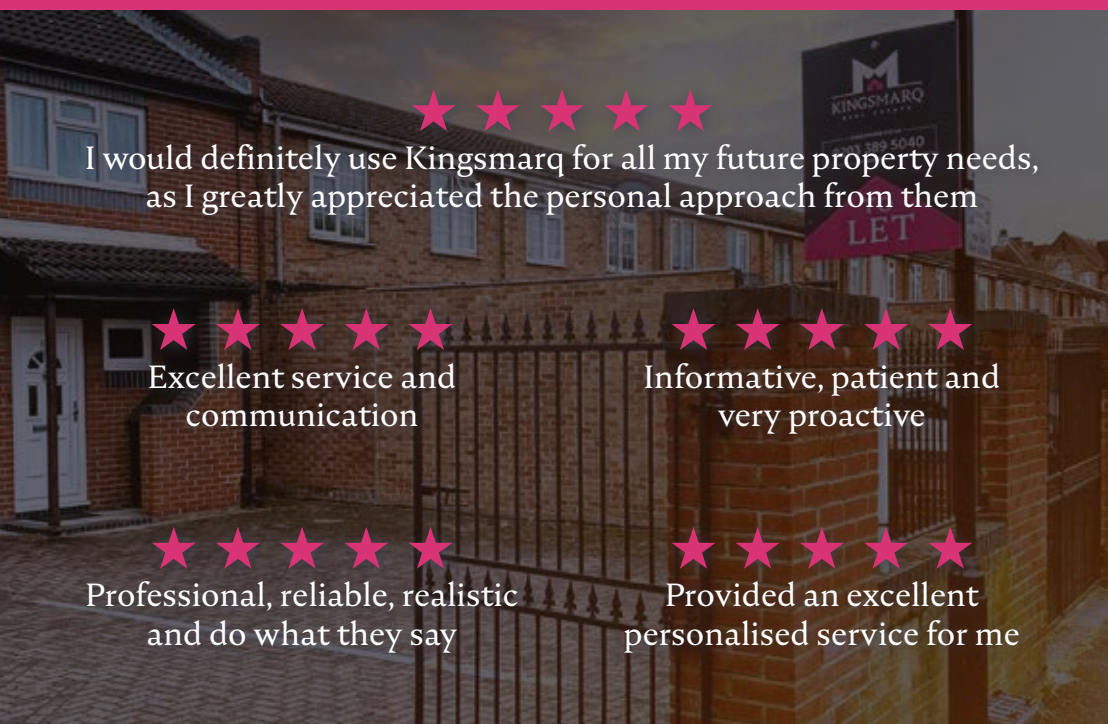 KINGSMARQ
REAL ESTATE
I would definitely use Kingsmarq for all my future property needs,
as I greatly appreciated the personal approach from them
LET
Excellent service and
communication
Informative, patient and
very proactive
Professional, reliable, realistic
and do what they say
Provided an excellent
personalised service for me